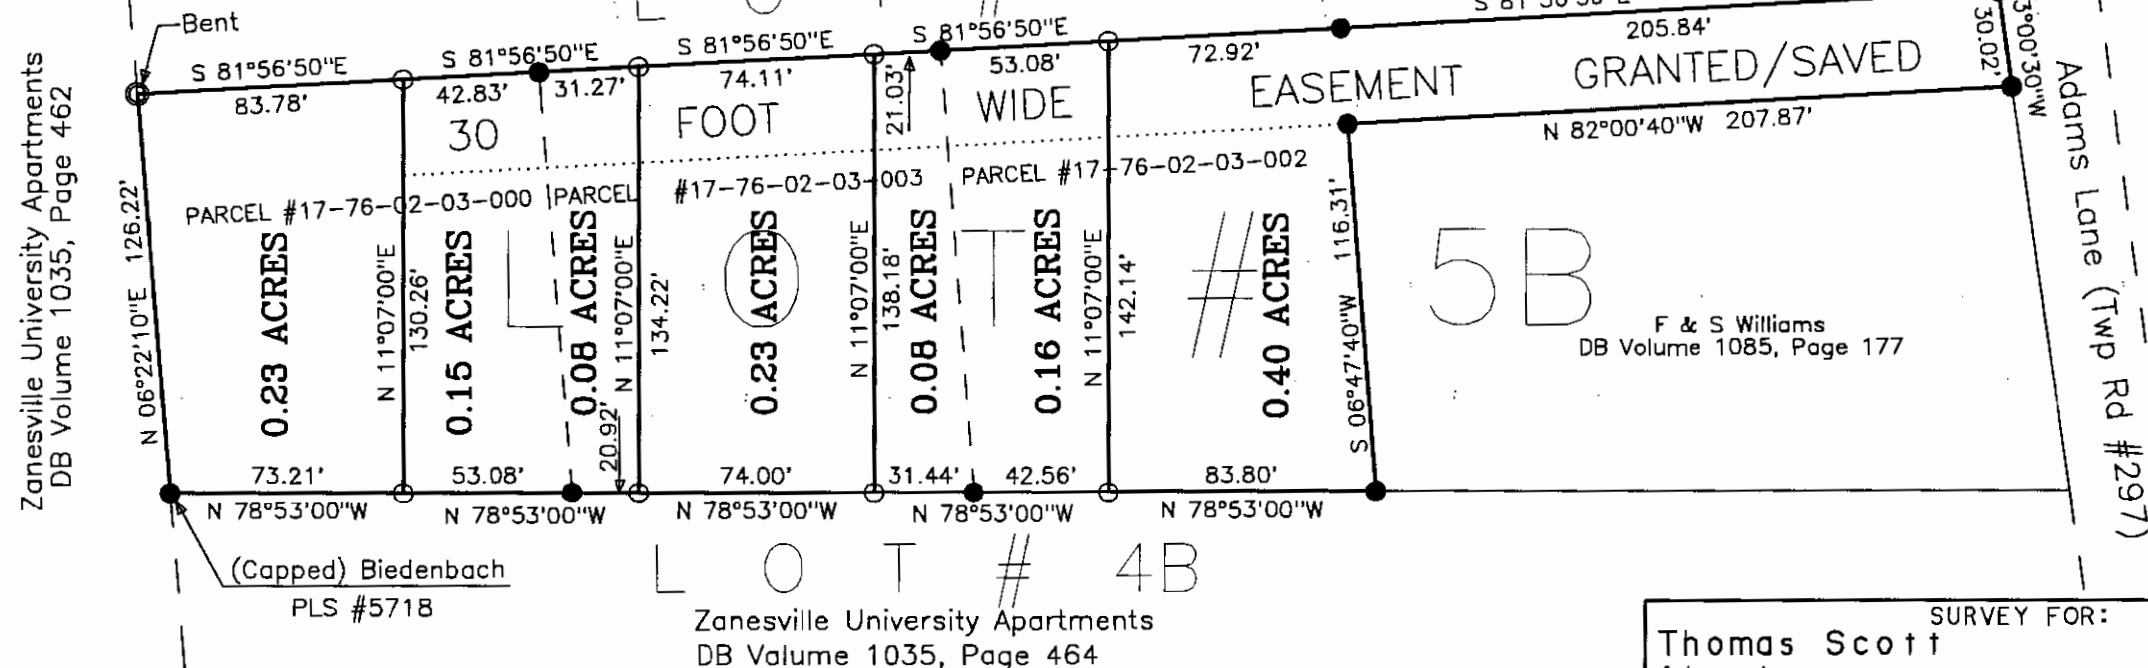 L O T #
Bent
S 81°56'50"E
83.78'
S 81°56'50"E
42.83'
31.27'
S 81°56'50"E
74.11'
S 81°56'50"E
21.03'
53.08'
72.92'
205.84'
30.02'
3°00'30"W
30 FOOT WIDE EASEMENT GRANTED/SAVED
N 82°00'40"W 207.87'
Zanesville University Apartments
DB Volume 1035, Page 462
N 06°22'10"E 126.22'
PARCEL #17-76-02-03-000
PARCEL #17-76-02-03-003
PARCEL #17-76-02-03-002
0.23 ACRES
N 11°07'00"E
130.26'
0.15 ACRES
0.08 ACRES
N 11°07'00"E
134.22'
0.23 ACRES
N 11°07'00"E
138.18'
0.08 ACRES
0.16 ACRES
N 11°07'00"E
142.14'
0.40 ACRES
S 06°47'40"W 116.31'
L O T # 5B
F & S Williams
DB Volume 1085, Page 177
Adams Lane (Twp Rd #297)
73.21'
53.08'
20.92'
74.00'
31.44'
42.56'
83.80'
N 78°53'00"W
N 78°53'00"W
N 78°53'00"W
N 78°53'00"W
N 78°53'00"W
(Capped) Biedenbach
PLS #5718
L O T # 4B
Zanesville University Apartments
DB Valume 1035, Page 464
SURVEY FOR:
Thomas Scott